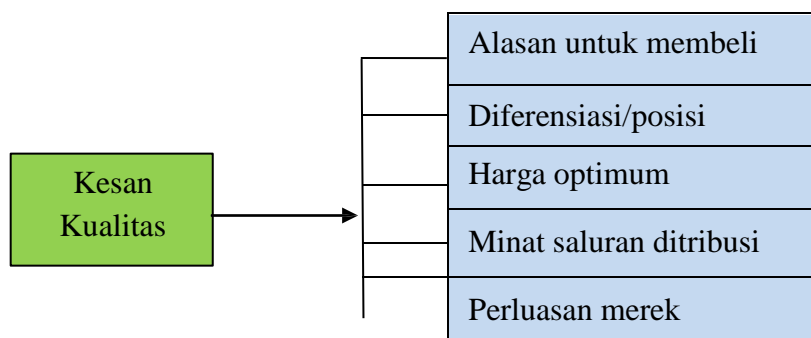 Alasan untuk membeli
Diferensiasi/posisi
Kesan
Kualitas
Harga optimum
Minat saluran ditribusi
Perluasan merek